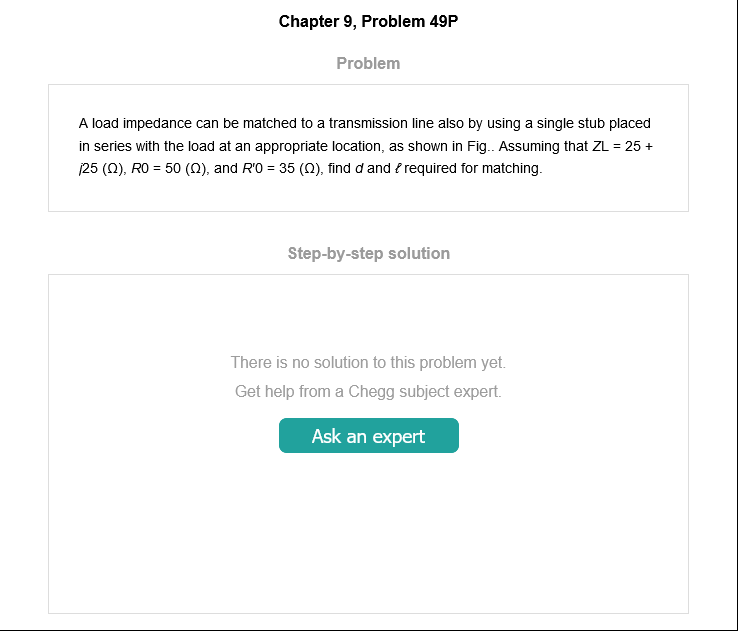 Chapter 9, Problem 49P
Problem
A load impedance can be matched to a transmission line also by using a single stub placed
in series with the load at an appropriate location, as shown in Fig.. Assuming that ZL = 25 +
j25 (Ω), R0 = 50 (Ω), and R'0 = 35 (Ω), find d and ℓ required for matching.
Step-by-step solution
There is no solution to this problem yet.
Get help from a Chegg subject expert.
Ask an expert